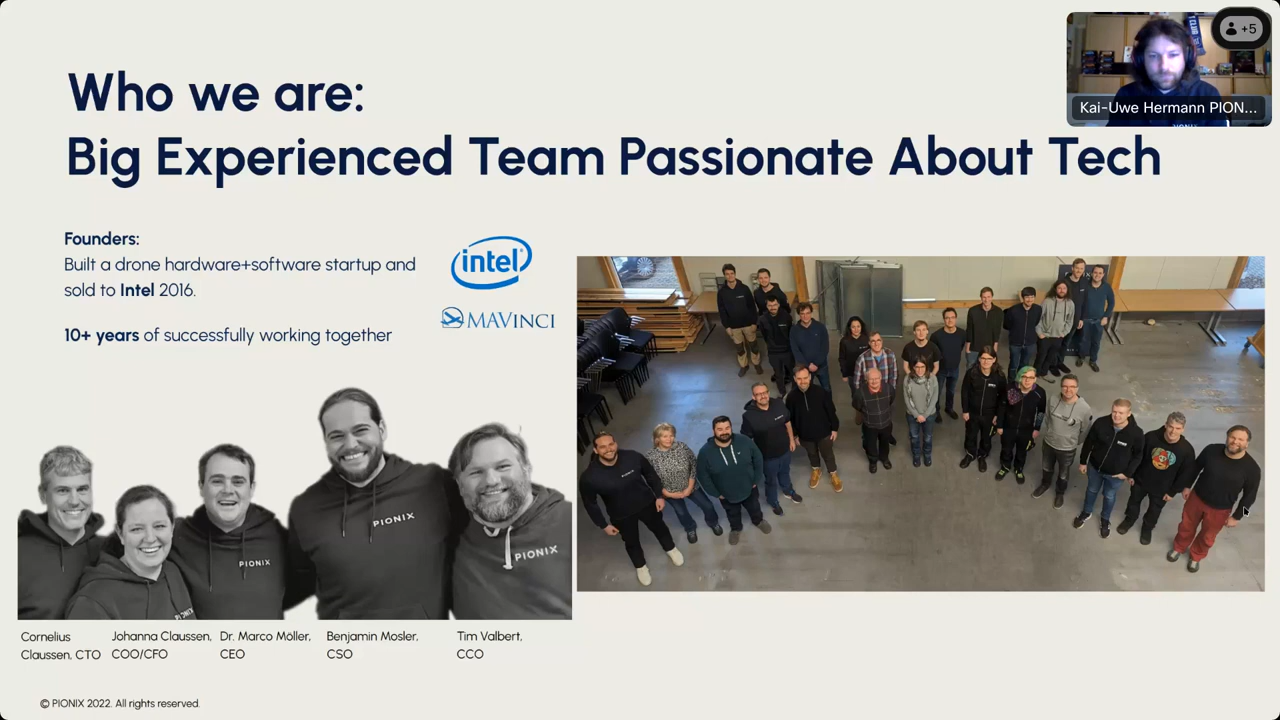 +5
Kai-Uwe Hermann PION...
Who we are:
Big Experienced Team Passionate About Tech
Founders:
Built a drone hardware+software startup and
sold to Intel 2016.
10+ years of successfully working together
intel
MAVINCI
PIONIX
PIONIX
PIONIX
Cornelius
Claussen, CTO
Johanna Claussen,
COO/CFO
Dr. Marco Möller,
CEO
Benjamin Mosler,
CSO
Tim Valbert,
CCO
© PIONIX 2022. All rights reserved.